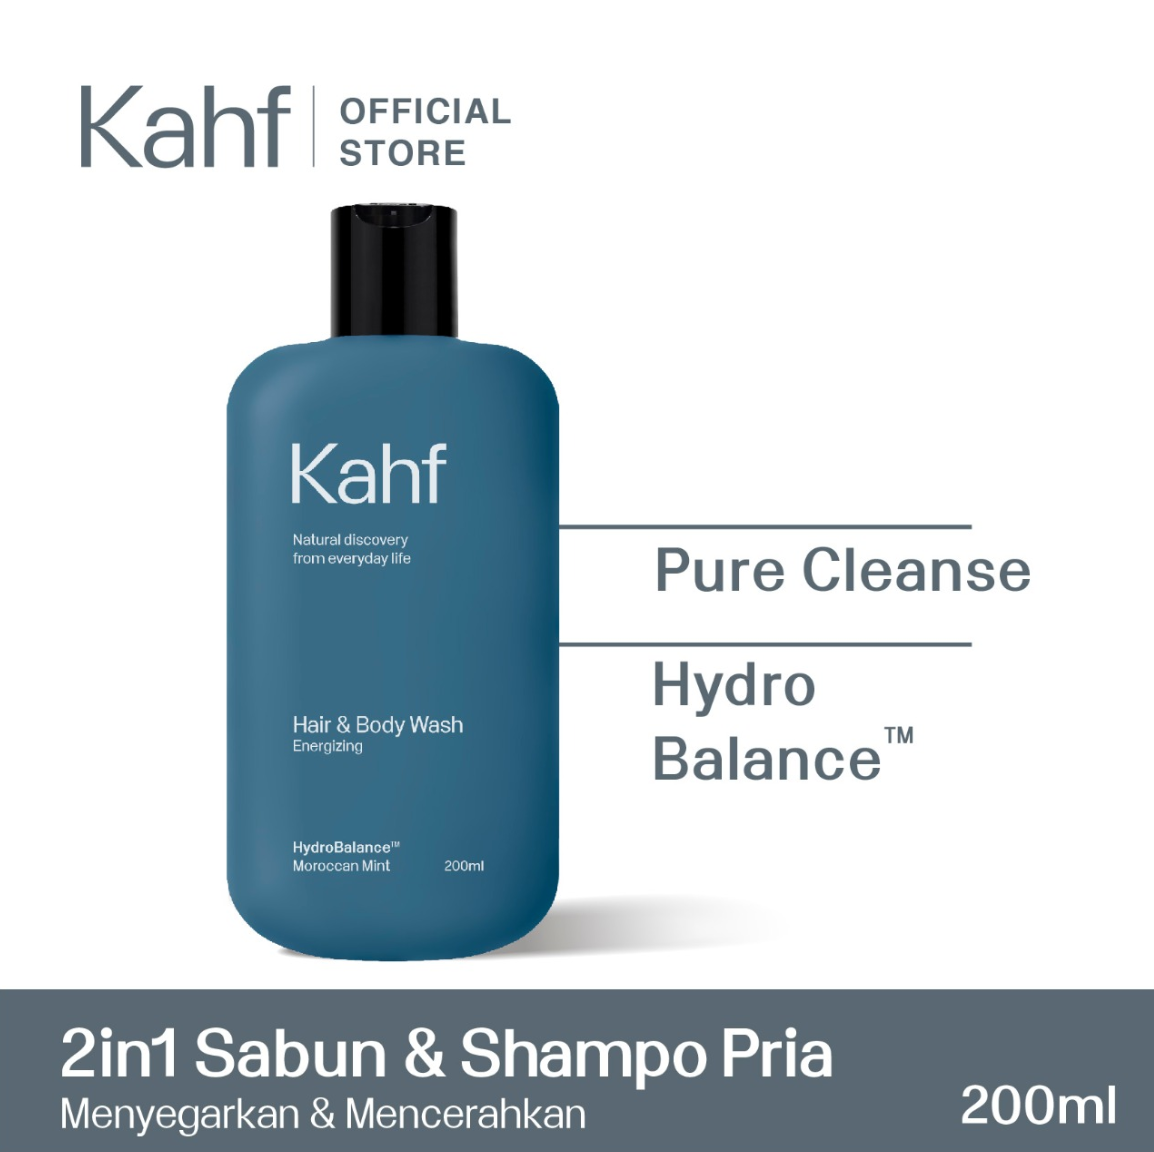 Kahf
OFFICIAL
STORE
Kahf
Natural discovery
from everyday life
Hair & Body Wash
Energizing
HydroBalance™
Moroccan Mint 200ml
Pure Cleanse
Hydro
Balance™
2in1 Sabun & Shampo Pria
Menyegarkan & Mencerahkan
200ml